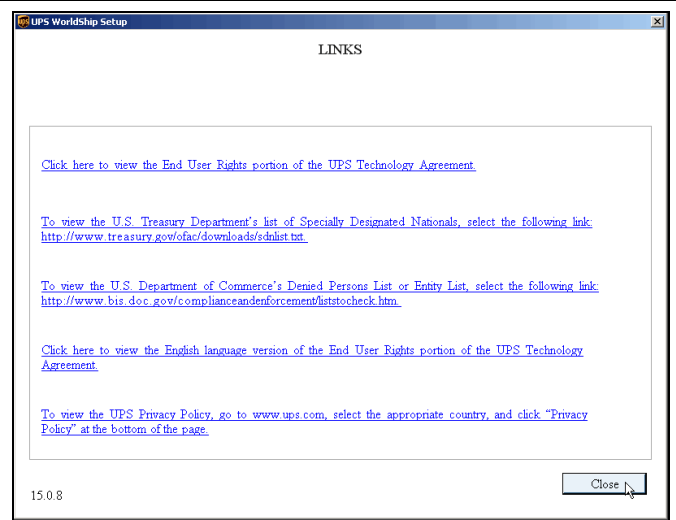 UPS WorldShip Setup
LINKS
Click here to view the End User Rights portion of the UPS Technology Agreement.
To view the U.S. Treasury Department's list of Specially Designated Nationals, select the following link:
http://www.treasury.gov/ofac/downloads/sdnlist.txt.
To view the U.S. Department of Commerce's Denied Persons List or Entity List, select the following link:
http://www.bis.doc.gov/complianceandenforcement/liststocheck.htm.
Click here to view the English language version of the End User Rights portion of the UPS Technology
Agreement.
To view the UPS Privacy Policy, go to www.ups.com, select the appropriate country, and click “Privacy
Policy” at the bottom of the page.
Close
15.0.8